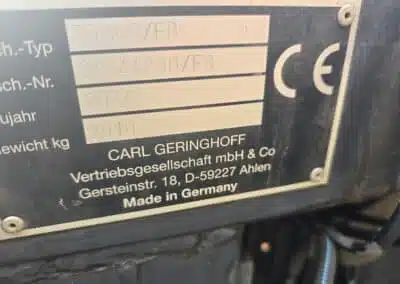 ch.-Typ
sch.-Nr.
ujahr
ewicht kg
CE
CARL GERINGHOFF
Vertriebsgesellschaft mbH & Co
Gersteinstr. 18, D-59227 Ahlen
Made in Germany